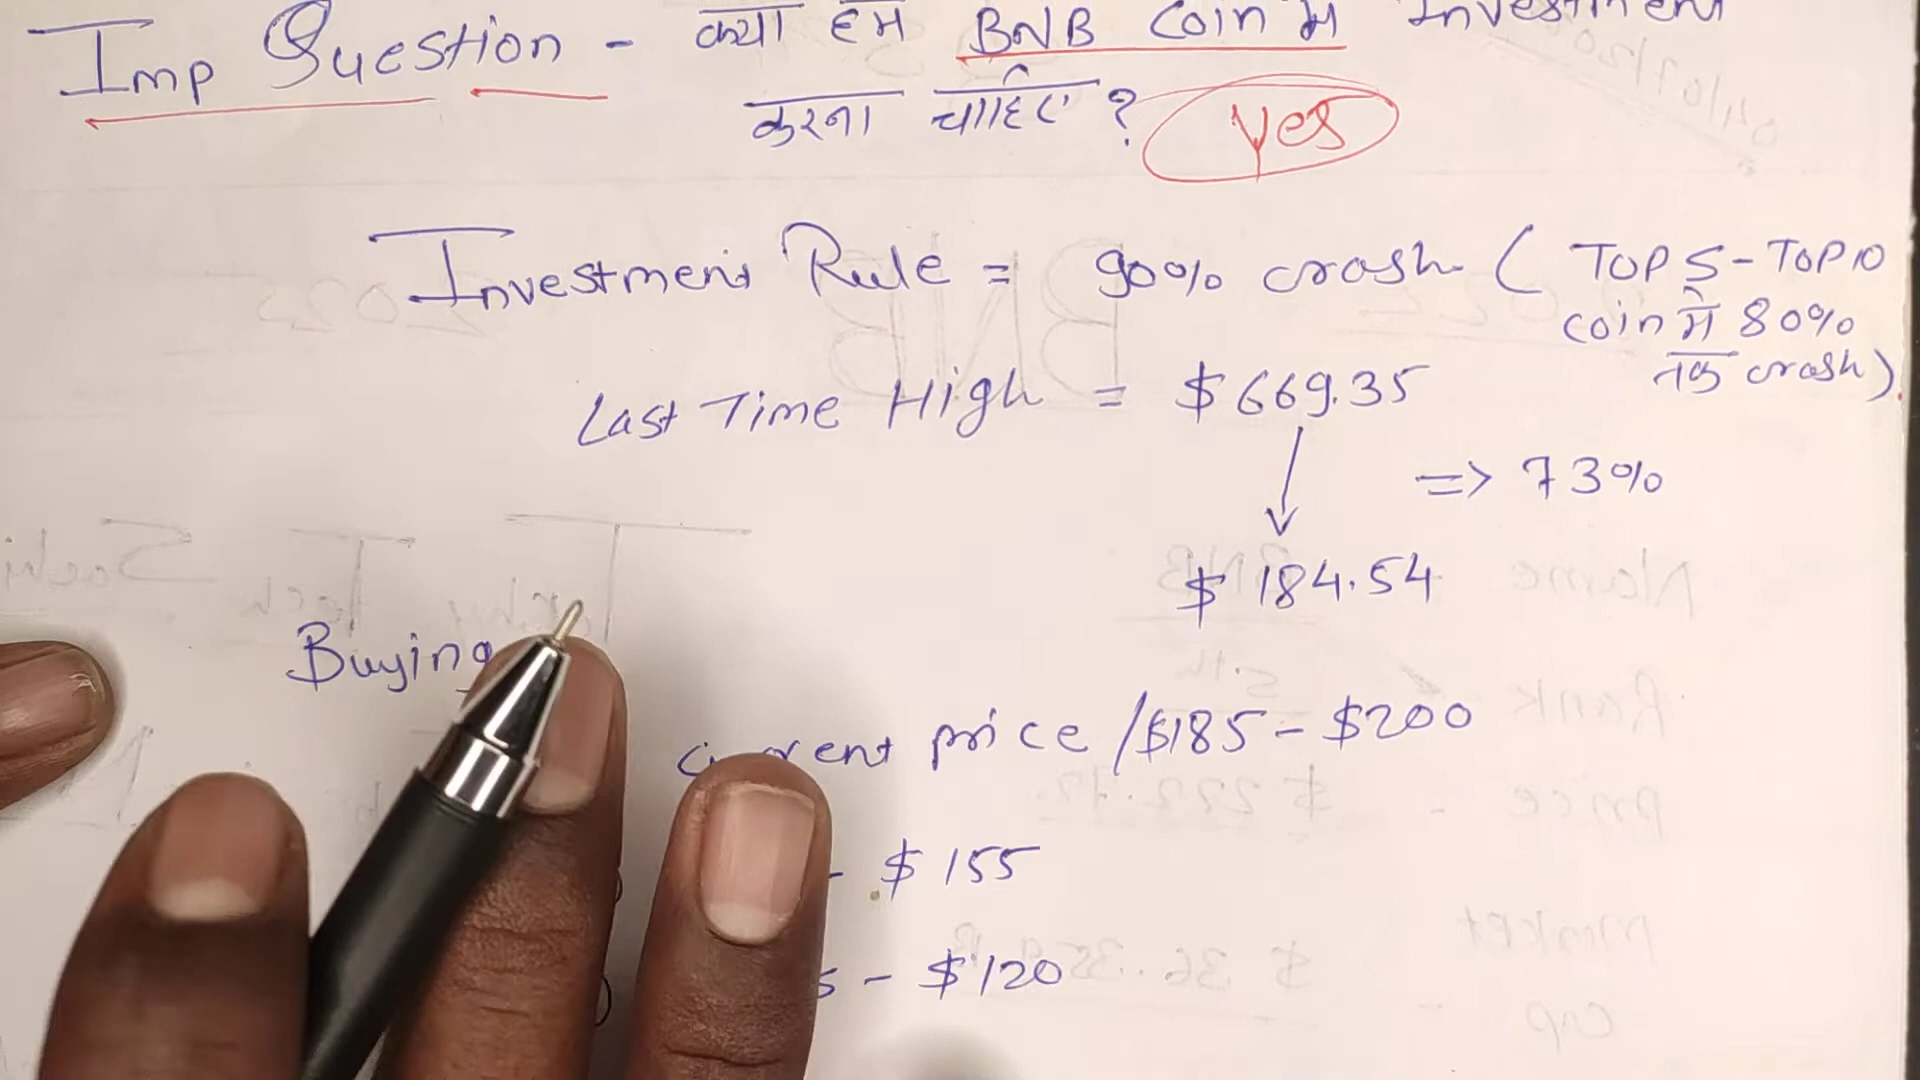 Imp Question - क्या हम BNB Coin में Investment
करना चाहिए ? Yes
Investment Rule = 90% crash ( TOP 5 - TOP 10
coin में 80%
तक crash )
Last Time High = $ 669.35
=> 73%
$ 184.54
Buying
current price / $185 - $200
- $ 155
5 - $ 120